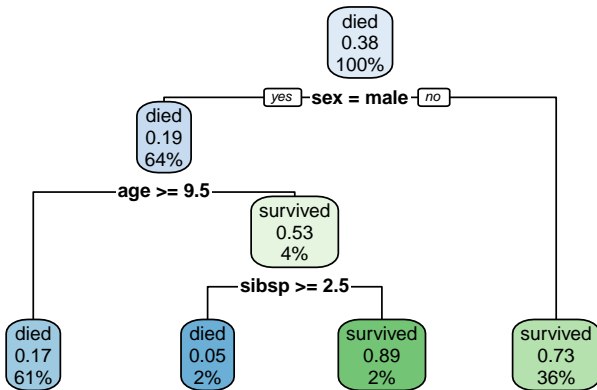 died
0.38
100%
yes sex = male no
died
0.19
64%
age >= 9.5
survived
0.53
4%
sibsp >= 2.5
died
0.17
61%
died
0.05
2%
survived
0.89
2%
survived
0.73
36%